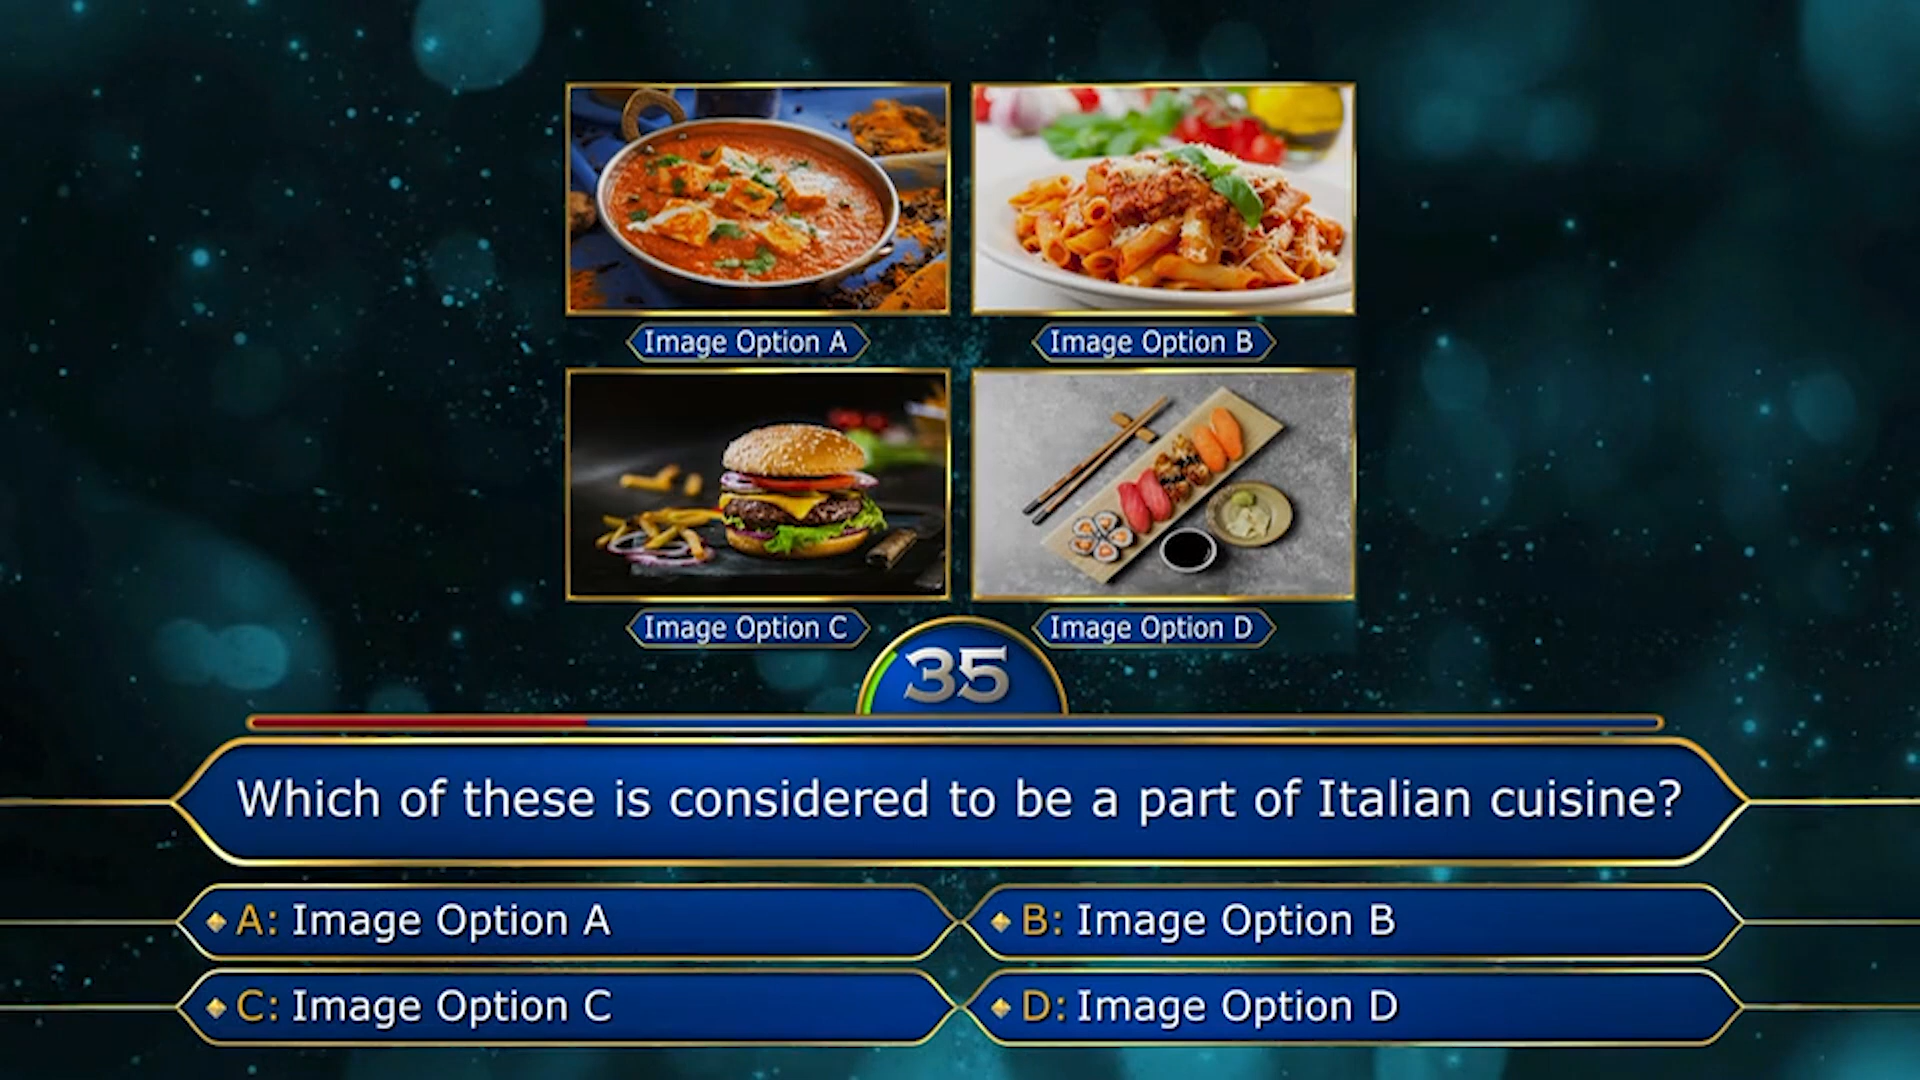 Image Option A
Image Option B
Image Option C
Image Option D
35
Which of these is considered to be a part of Italian cuisine?
A: Image Option A
B: Image Option B
C: Image Option C
D: Image Option D